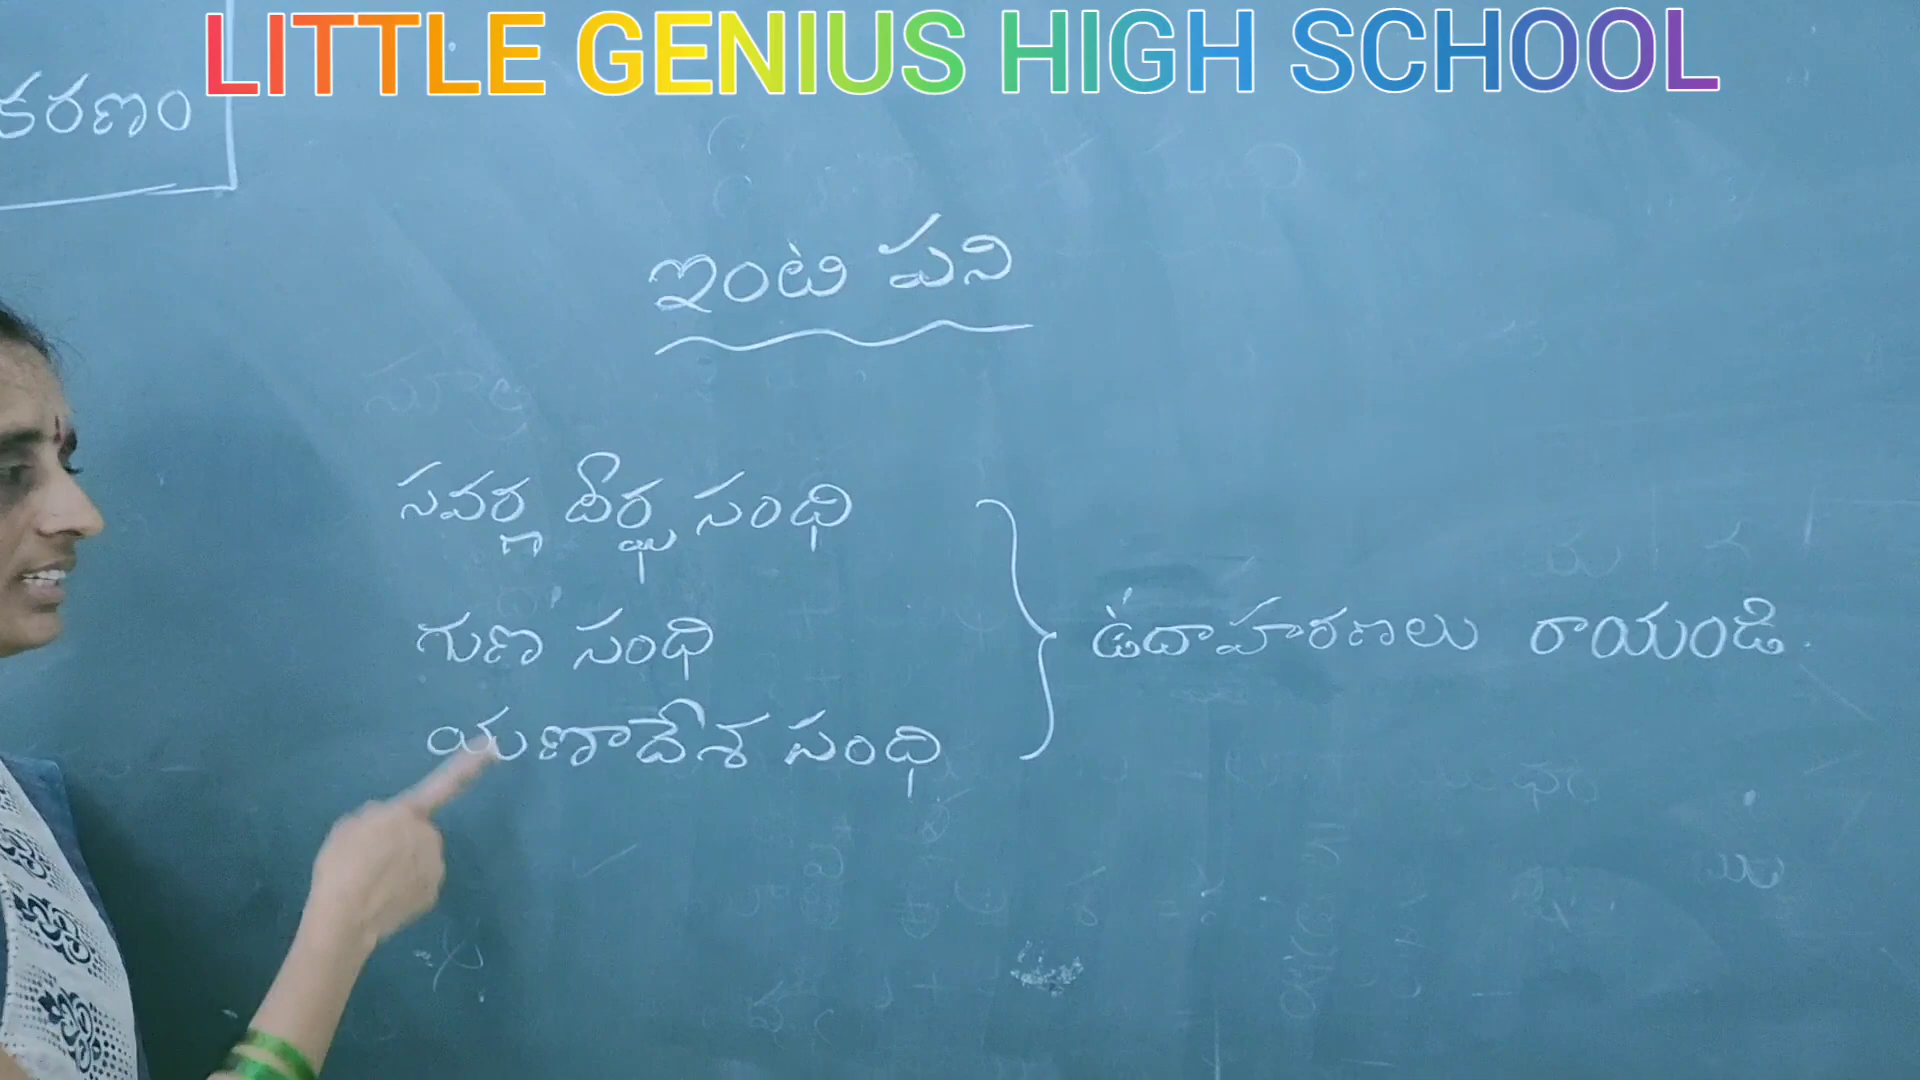 LITTLE GENIUS HIGH SCHOOL
కరణం
ఇంటి పని
సవర్ణ దీర్ఘ సంధి
గుణ సంధి
యణాదేశ సంధి
ఉదాహరణలు రాయండి.